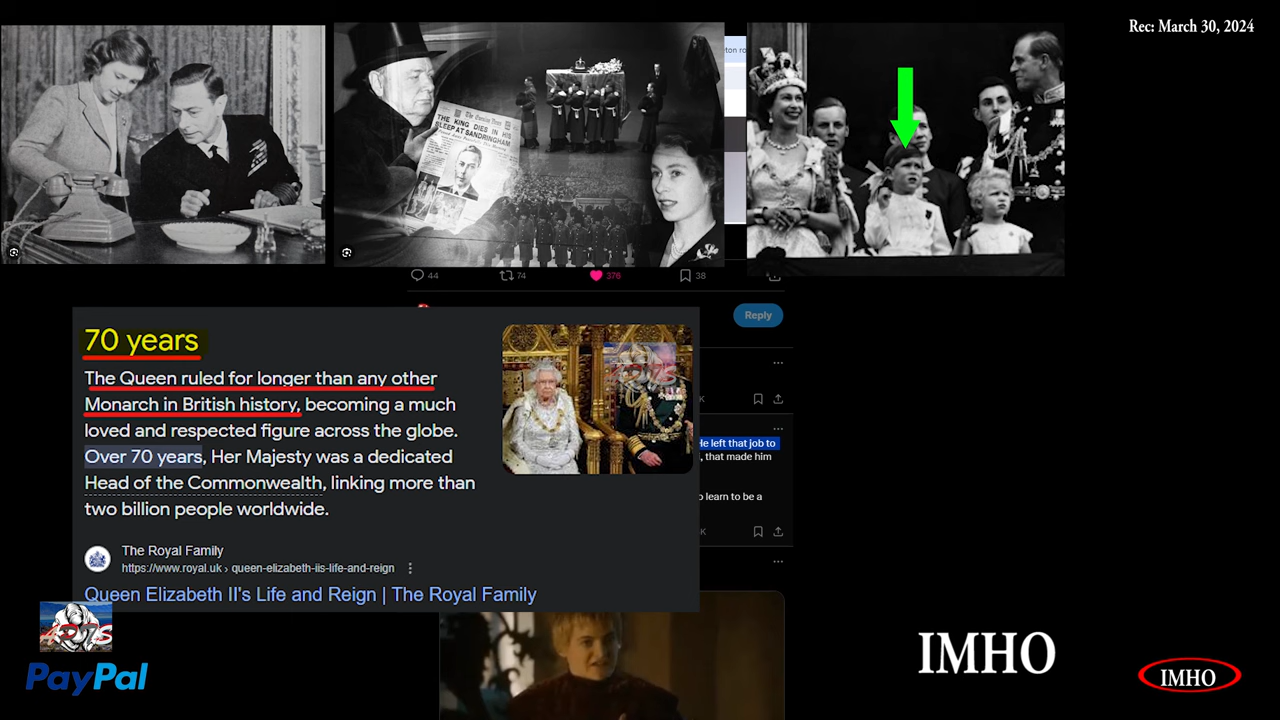 Rec: March 30, 2024
THE KING DIES IN HIS
SLEEP AT SANDRINGHAM
44
74
376
38
Reply
70 years
The Queen ruled for longer than any other
Monarch in British history, becoming a much
loved and respected figure across the globe.
Over 70 years, Her Majesty was a dedicated
Head of the Commonwealth, linking more than
two billion people worldwide.
He left that job to
, that made him
to learn to be a
The Royal Family
https://www.royal.uk › queen-elizabeth-iis-life-and-reign
Queen Elizabeth II's Life and Reign | The Royal Family
PayPal
IMHO
IMHO